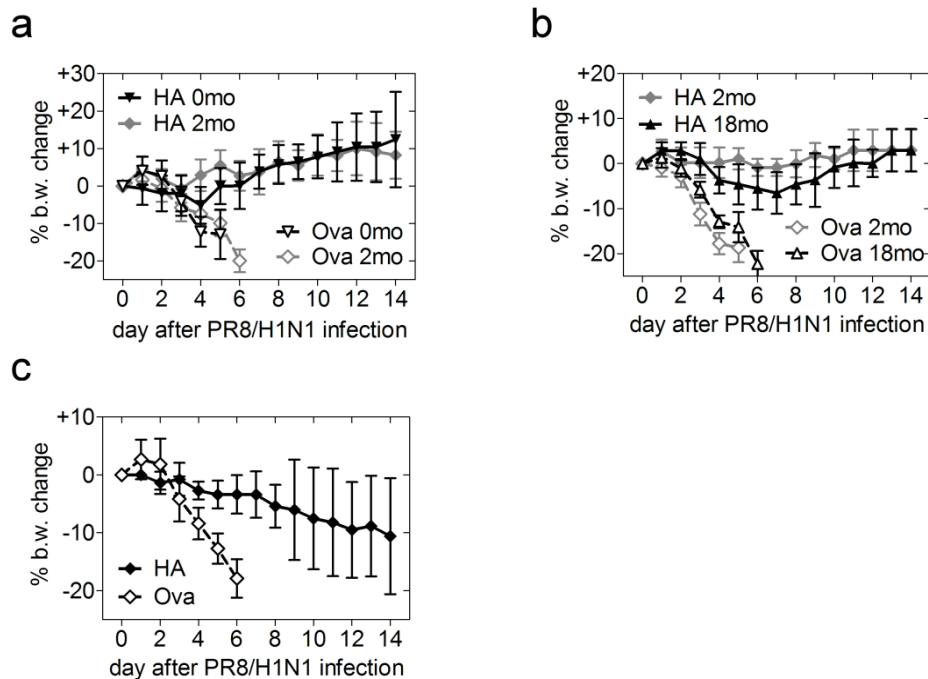 a
+30
+20
+10
0
-10
-20
% b.w. change
HA 0mo
HA 2mo
Ova 0mo
Ova 2mo
0 2 4 6 8 10 12 14
day after PR8/H1N1 infection
b
+20
+10
0
-10
-20
% b.w. change
HA 2mo
HA 18mo
Ova 2mo
Ova 18mo
0 2 4 6 8 10 12 14
day after PR8/H1N1 infection
c
+10
0
-10
-20
% b.w. change
HA
Ova
0 2 4 6 8 10 12 14
day after PR8/H1N1 infection